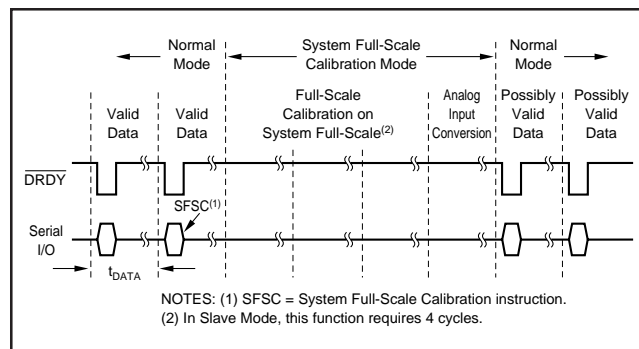 Normal
Mode
System Full-Scale
Calibration Mode
Normal
Mode
Valid
Data
Valid
Data
Full-Scale
Calibration on
System Full-Scale(2)
Analog
Input
Conversion
Possibly
Valid
Data
Possibly
Valid
Data
DRDY
SFSC(1)
Serial
I/O
tDATA
NOTES: (1) SFSC = System Full-Scale Calibration instruction.
(2) In Slave Mode, this function requires 4 cycles.